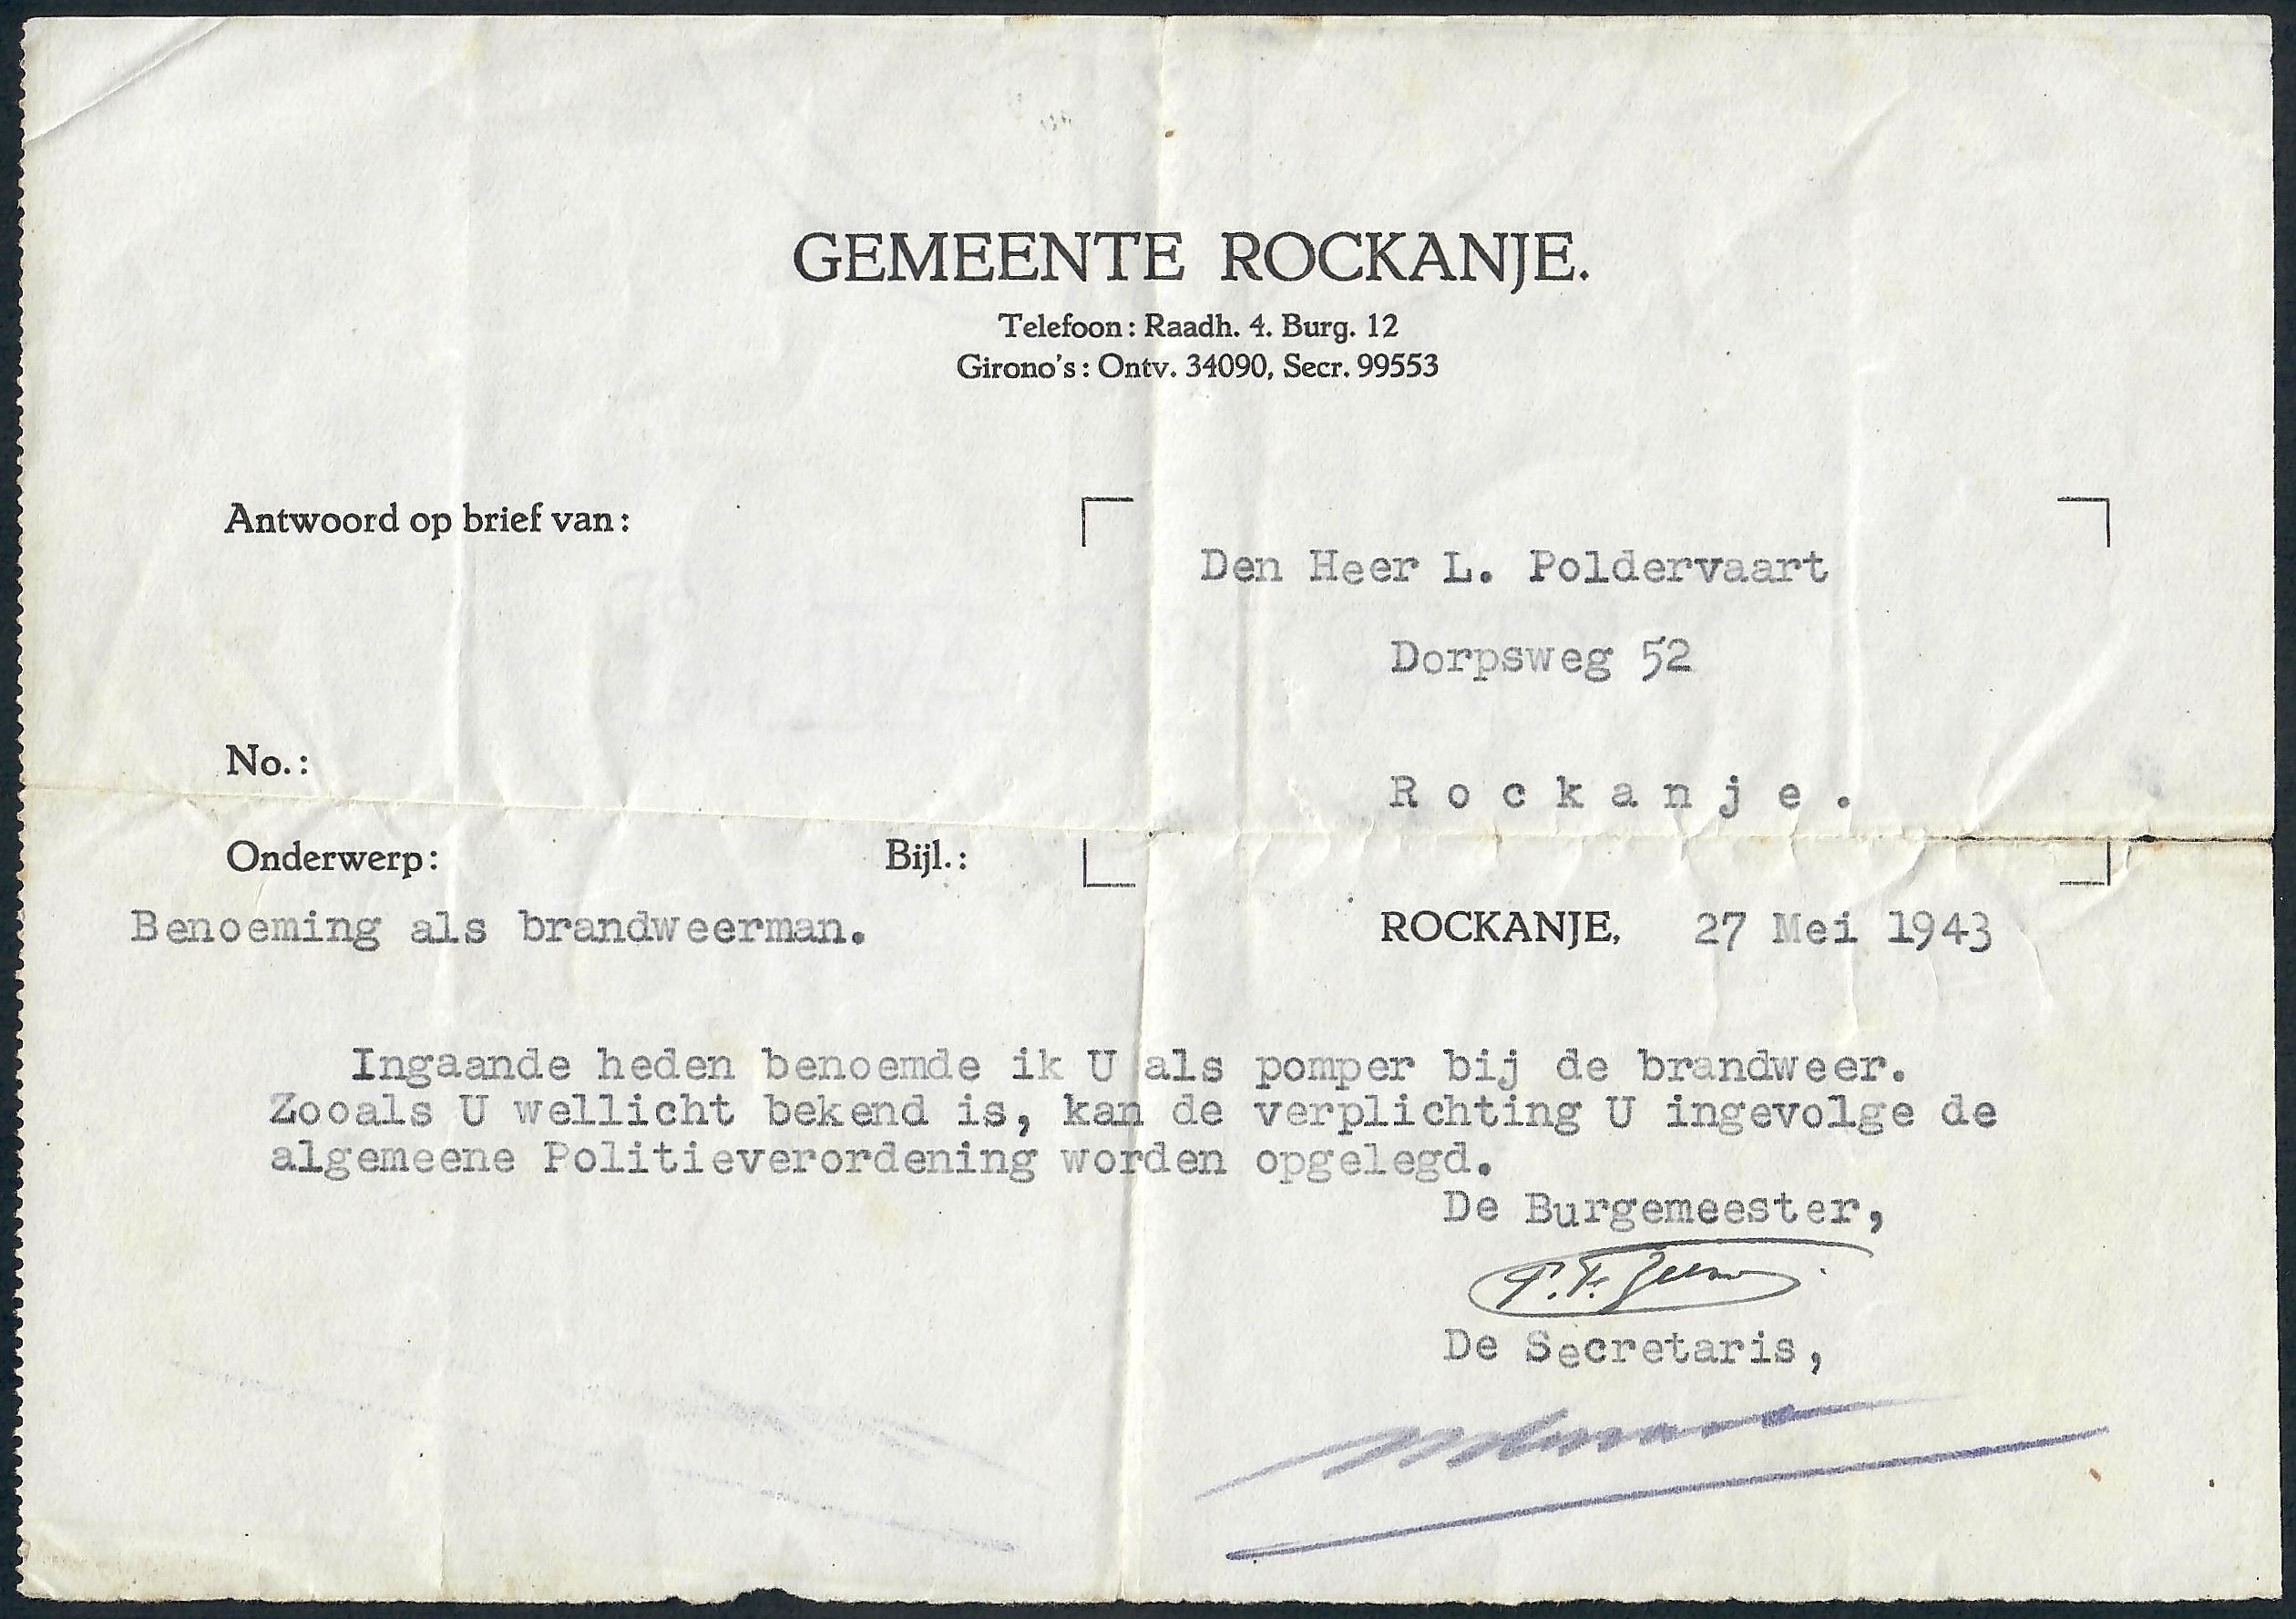 GEMEENTE ROCKANJE.
Telefoon: Raadh. 4. Burg. 12
Girono's: Ontv. 34090, Secr. 99553
Antwoord op brief van:
Den Heer L. Poldervaart
Dorpsweg 52
No.:
Rockanje.
Onderwerp: Bijl.:
Benoeming als brandweerman.
ROCKANJE, 27 Mei 1943
Ingaande heden benoemde ik U als pomper bij de brandweer.
Zooals U wellicht bekend is, kan de verplichting U ingevolge de
algemeene Politieverordening worden opgelegd.
De Burgemeester,
De Secretaris,